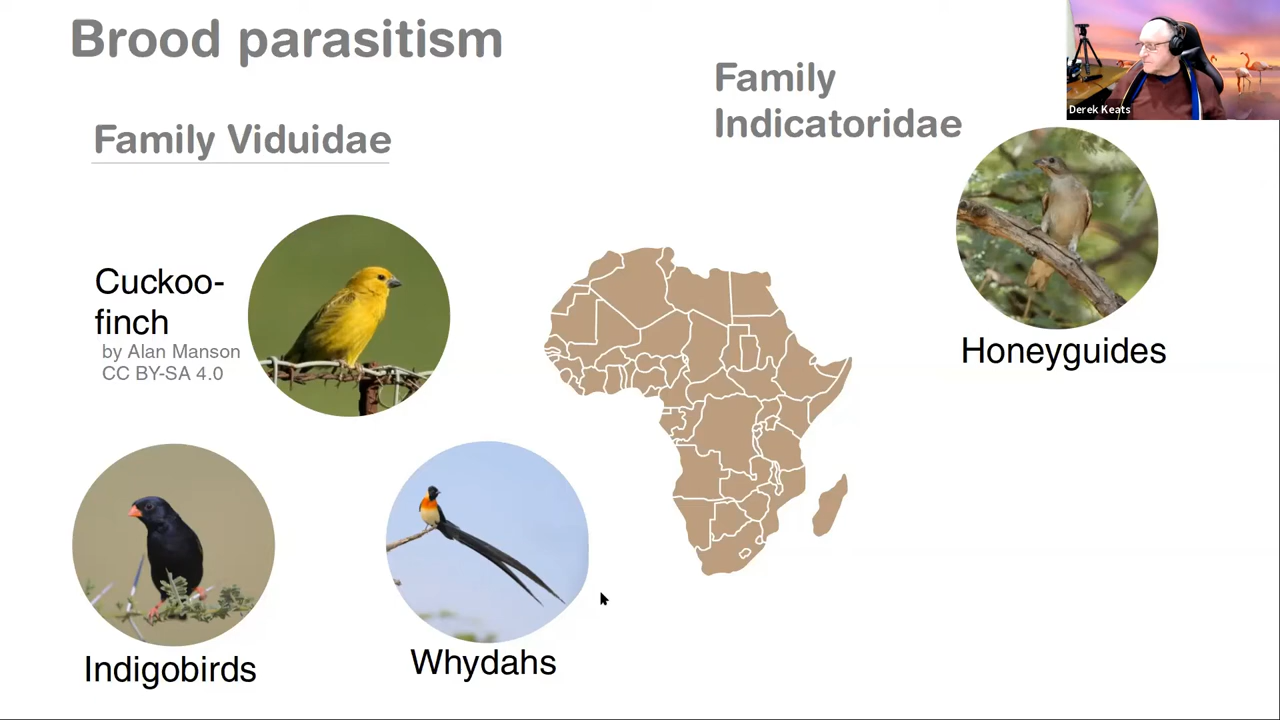 Brood parasitism
Family Viduidae
Family
Indicatoridae
Derek Keats
Cuckoo-
finch
by Alan Manson
CC BY-SA 4.0
Honeyguides
Indigobirds
Whydahs